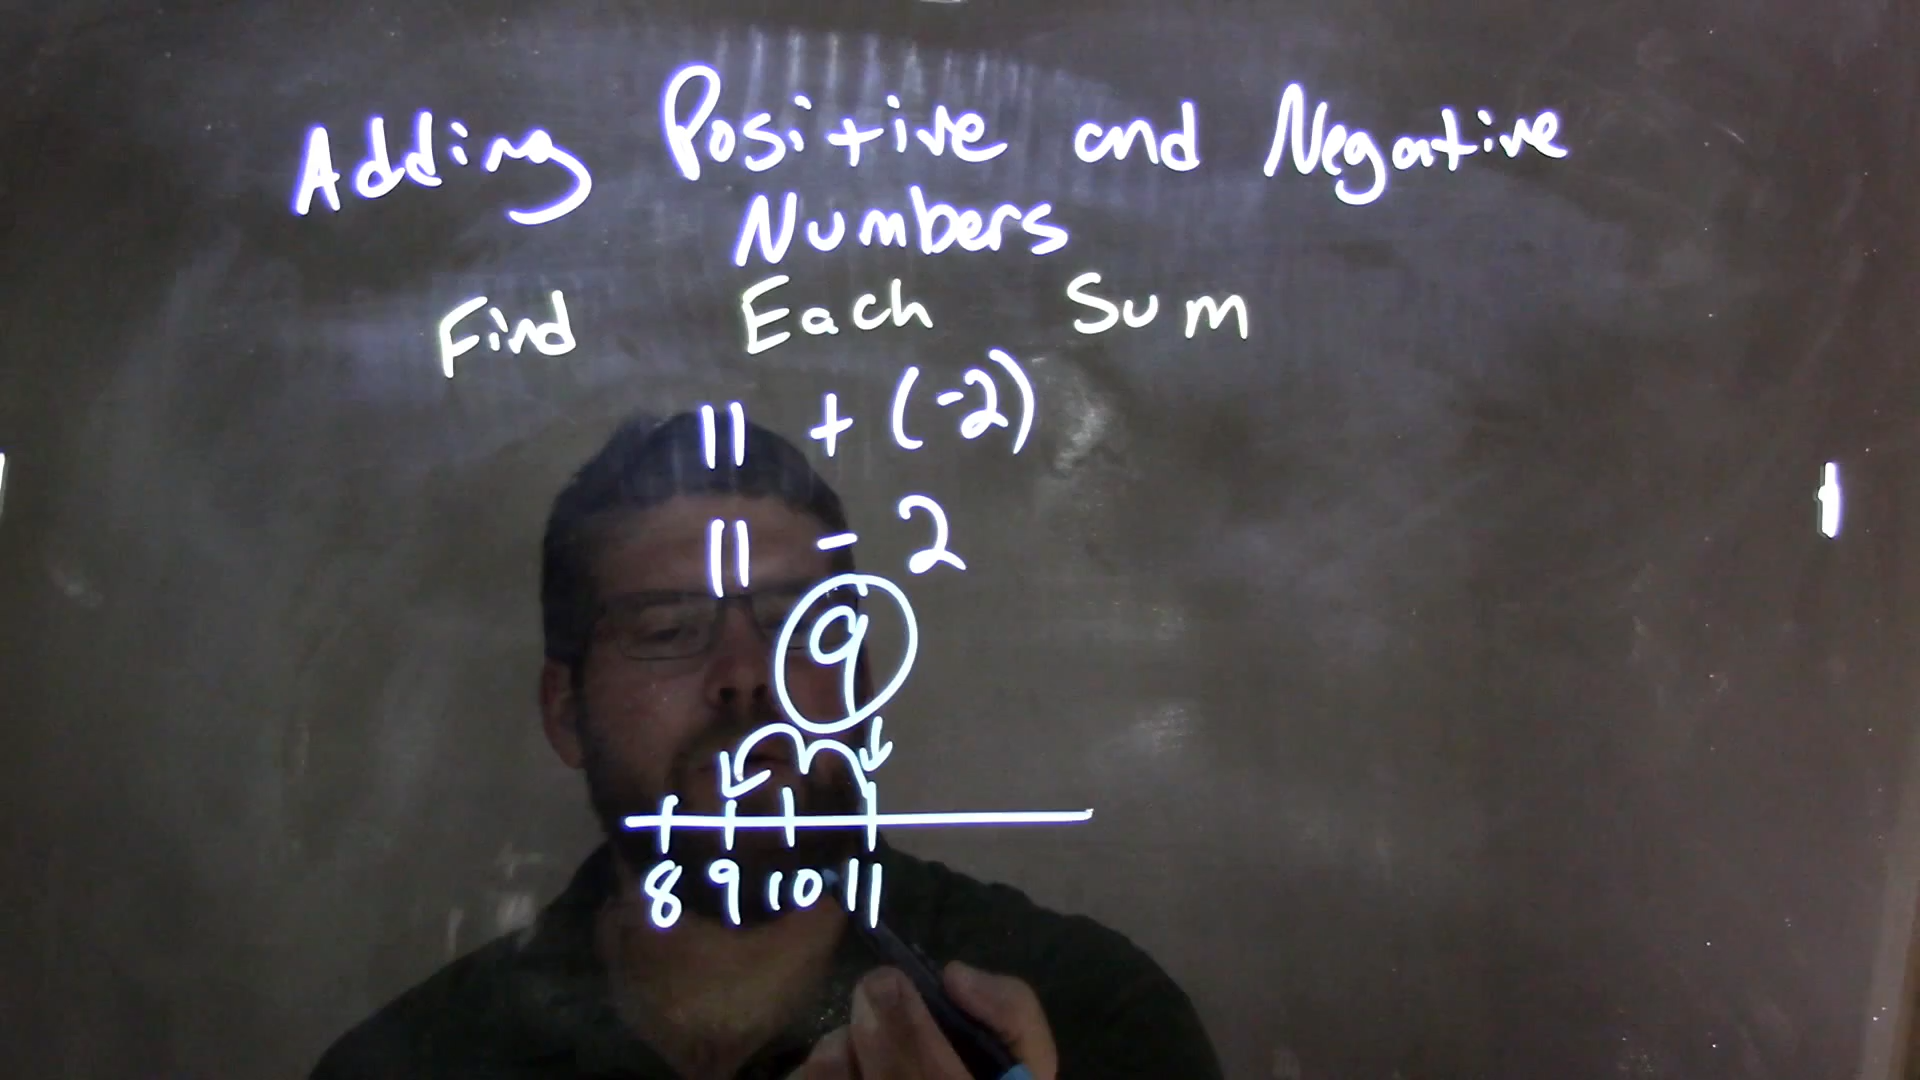 Adding Positive and Negative
Numbers
Find Each Sum
11 + (-2)
11 - 2
9
8 9 10 11